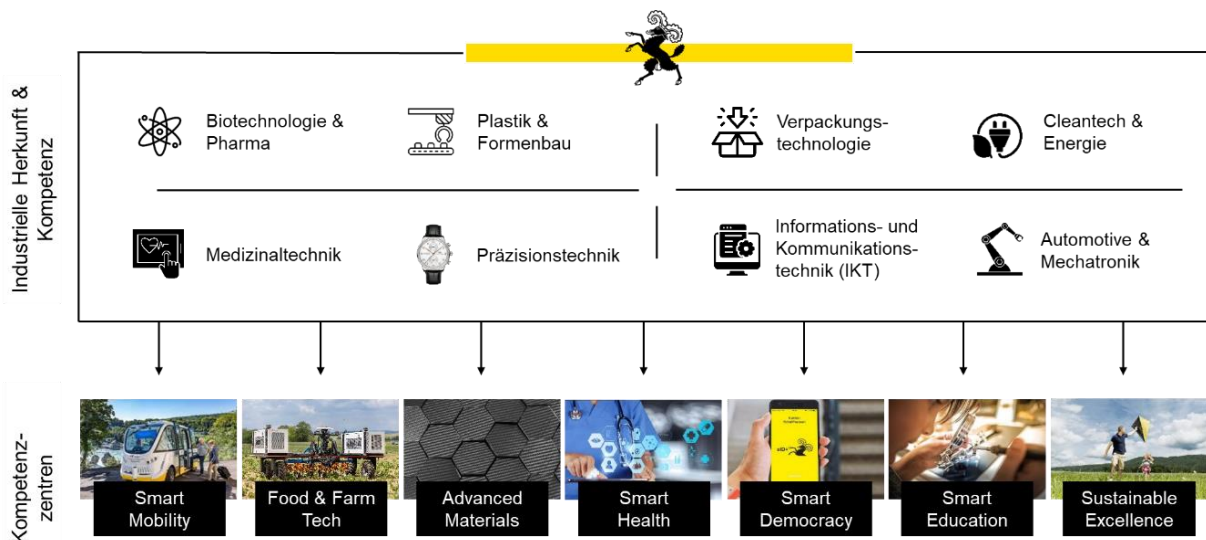 Industrielle Herkunft &
Kompetenz
Biotechnologie &
Pharma
Plastik &
Formenbau
Verpackungs-
technologie
Cleantech &
Energie
Medizinaltechnik
Präzisionstechnik
Informations- und
Kommunikations-
technik (IKT)
Automotive &
Mechatronik
Kompetenz-
zentren
Smart
Mobility
Food & Farm
Tech
Advanced
Materials
Smart
Health
Smart
Democracy
Smart
Education
Sustainable
Excellence